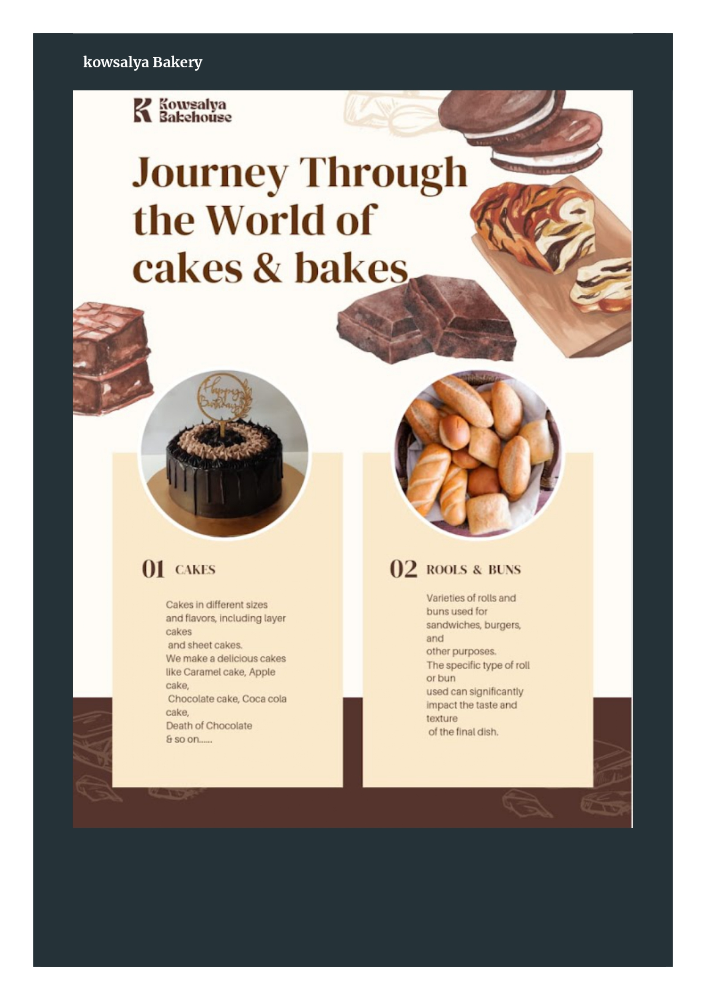 kowsalya Bakery
Kowsalya
Bakehouse
Journey Through
the World of
cakes & bakes
Happy
Birthday
01 CAKES
Cakes in different sizes
and flavors, including layer
cakes
and sheet cakes.
We make a delicious cakes
like Caramel cake, Apple
cake,
Chocolate cake, Coca cola
cake,
Death of Chocolate
& so on......
02 ROOLS & BUNS
Varieties of rolls and
buns used for
sandwiches, burgers,
and
other purposes.
The specific type of roll
or bun
used can significantly
impact the taste and
texture
of the final dish.